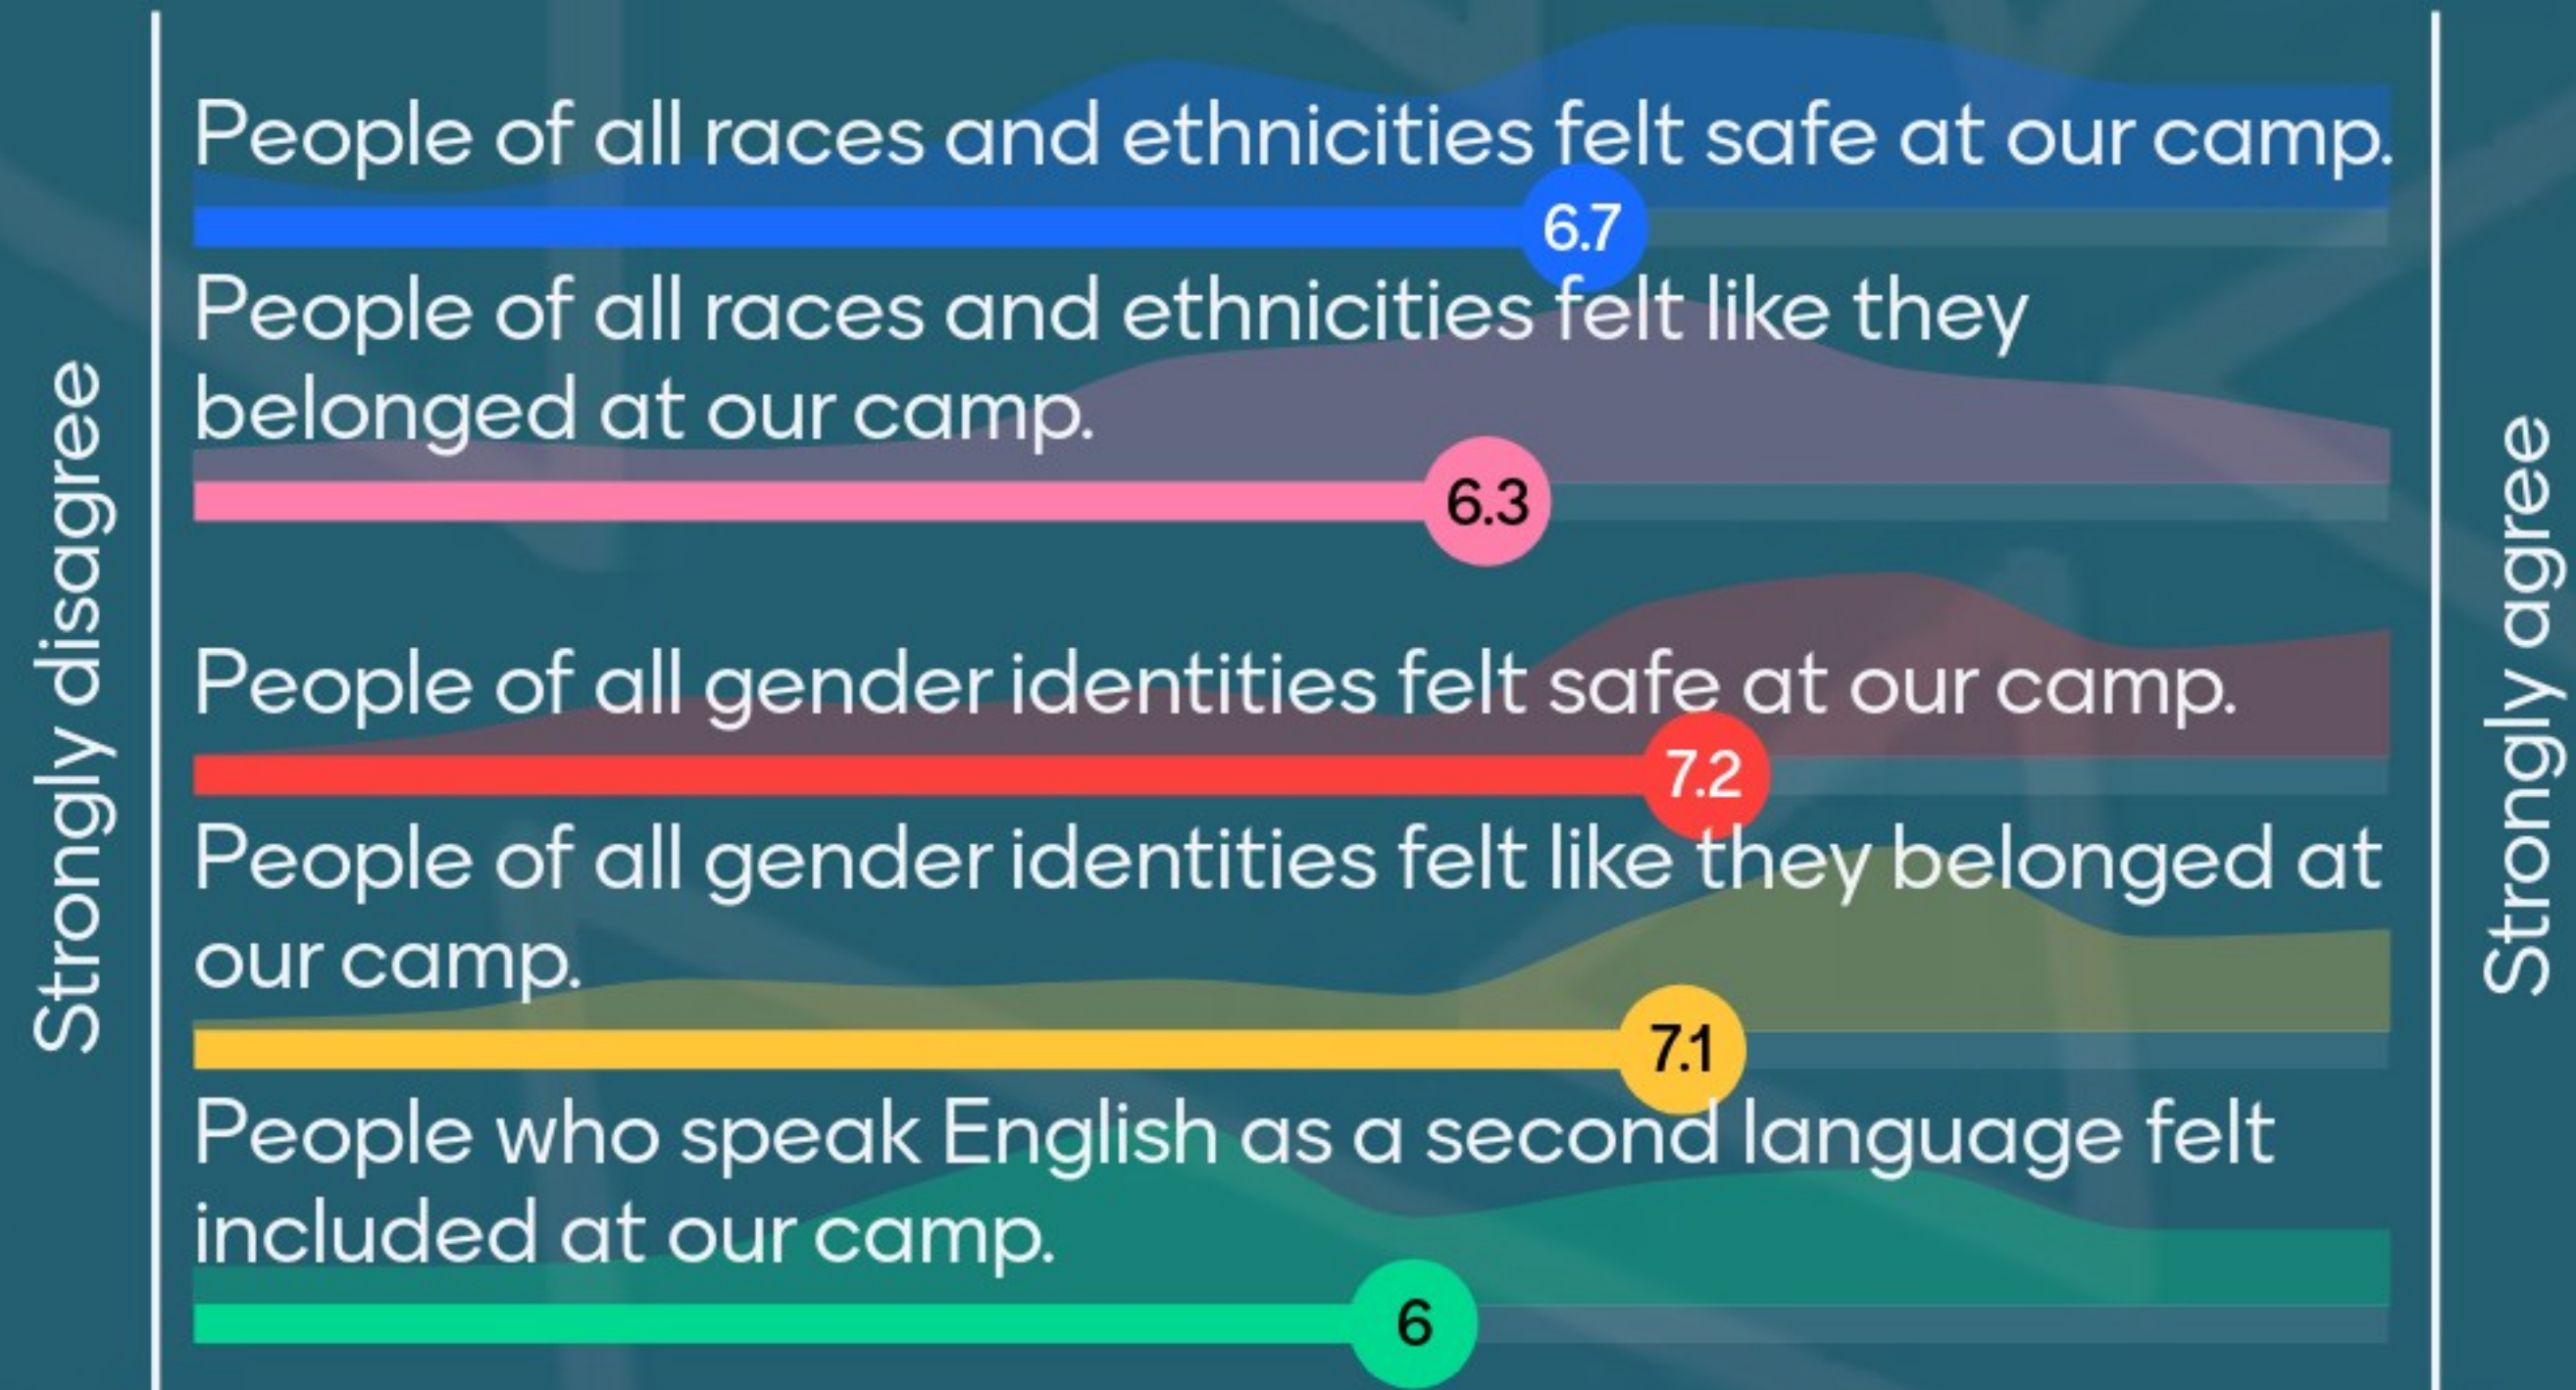 Strongly disagree
People of all races and ethnicities felt safe at our camp.
6.7
People of all races and ethnicities felt like they
belonged at our camp.
6.3
People of all gender identities felt safe at our camp.
7.2
People of all gender identities felt like they belonged at
our camp.
7.1
People who speak English as a second language felt
included at our camp.
6
Strongly agree